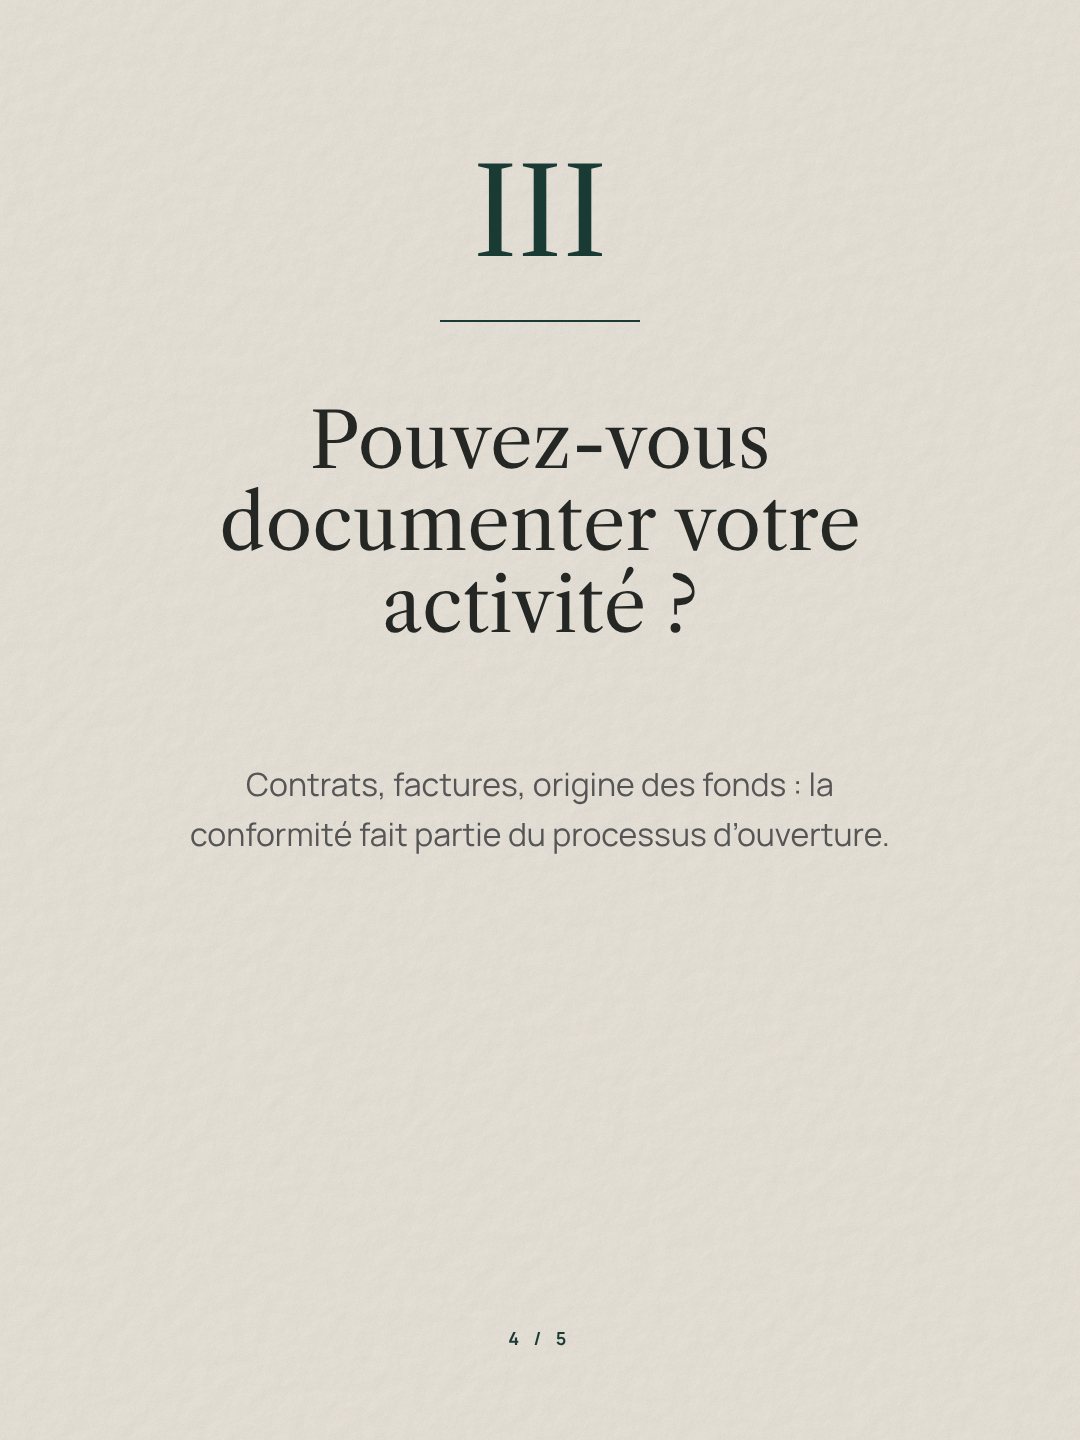 III
Pouvez-vous
documenter votre
activité ?
Contrats, factures, origine des fonds : la
conformité fait partie du processus d’ouverture.
4 / 5